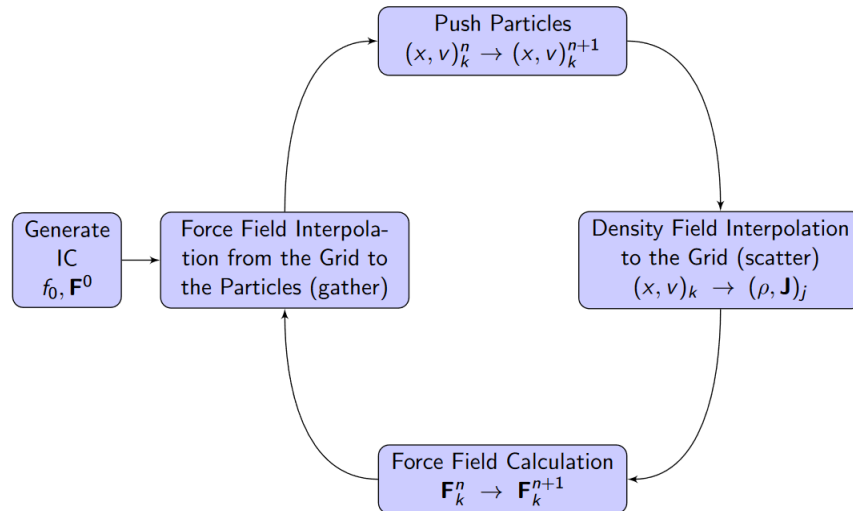 Push Particles
(x, v)ₖⁿ → (x, v)ₖⁿ⁺¹
Generate
IC
f₀, F⁰
Force Field Interpola-
tion from the Grid to
the Particles (gather)
Density Field Interpolation
to the Grid (scatter)
(x, v)ₖ → (ρ, J)ⱼ
Force Field Calculation
Fₖⁿ → Fₖⁿ⁺¹